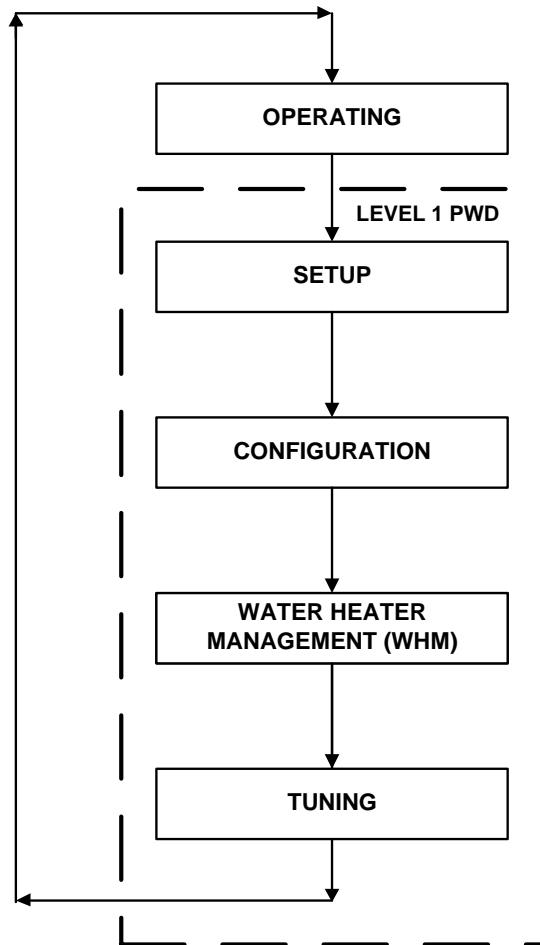 OPERATING
LEVEL 1 PWD
SETUP
CONFIGURATION
WATER HEATER
MANAGEMENT (WHM)
TUNING